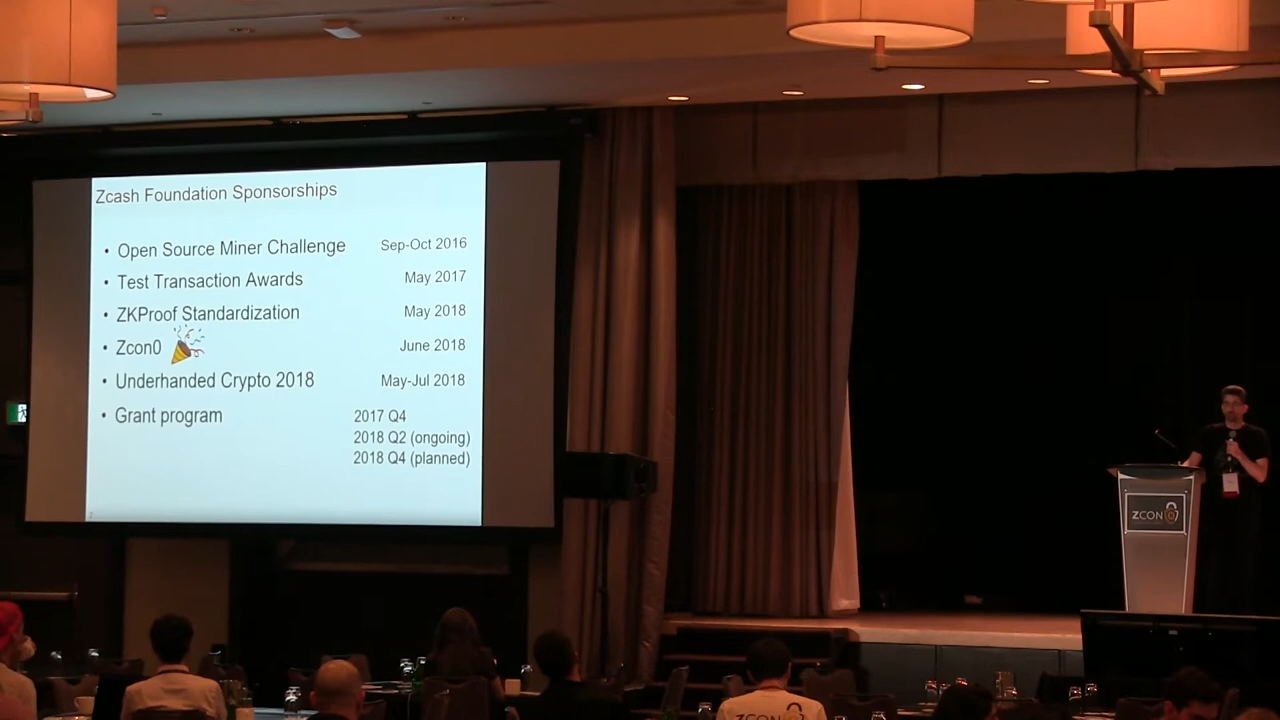 Zcash Foundation Sponsorships
• Open Source Miner Challenge Sep-Oct 2016
• Test Transaction Awards May 2017
• ZKProof Standardization May 2018
• Zcon0 June 2018
• Underhanded Crypto 2018 May-Jul 2018
• Grant program 2017 Q4
2018 Q2 (ongoing)
2018 Q4 (planned)
ZCON0
ZCON